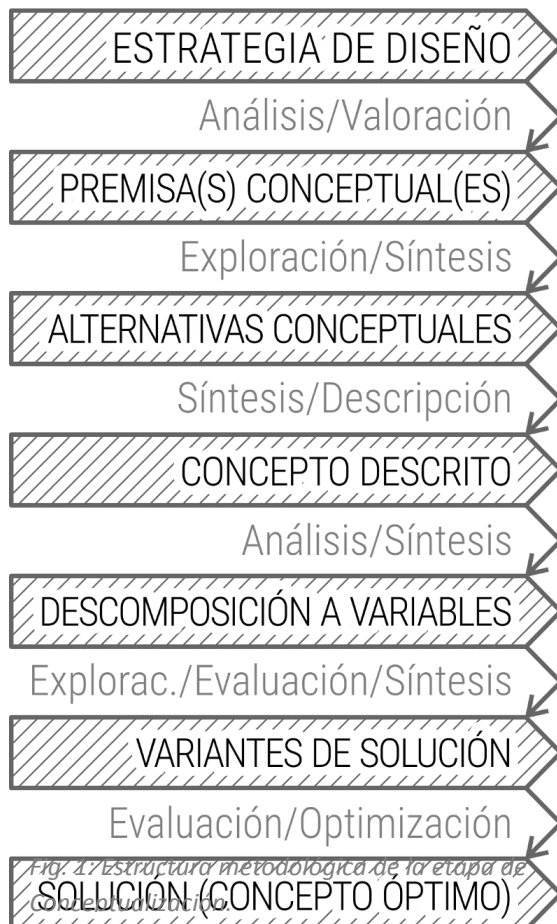 ESTRATEGIA DE DISEÑO
Análisis/Valoración
PREMISA(S) CONCEPTUAL(ES)
Exploración/Síntesis
ALTERNATIVAS CONCEPTUALES
Síntesis/Descripción
CONCEPTO DESCRITO
Análisis/Síntesis
DESCOMPOSICIÓN A VARIABLES
Explorac./Evaluación/Síntesis
VARIANTES DE SOLUCIÓN
Evaluación/Optimización
Fig. 1: Estructura metodológica de la etapa de
SOLUCIÓN (CONCEPTO ÓPTIMO)
Conceptualización.